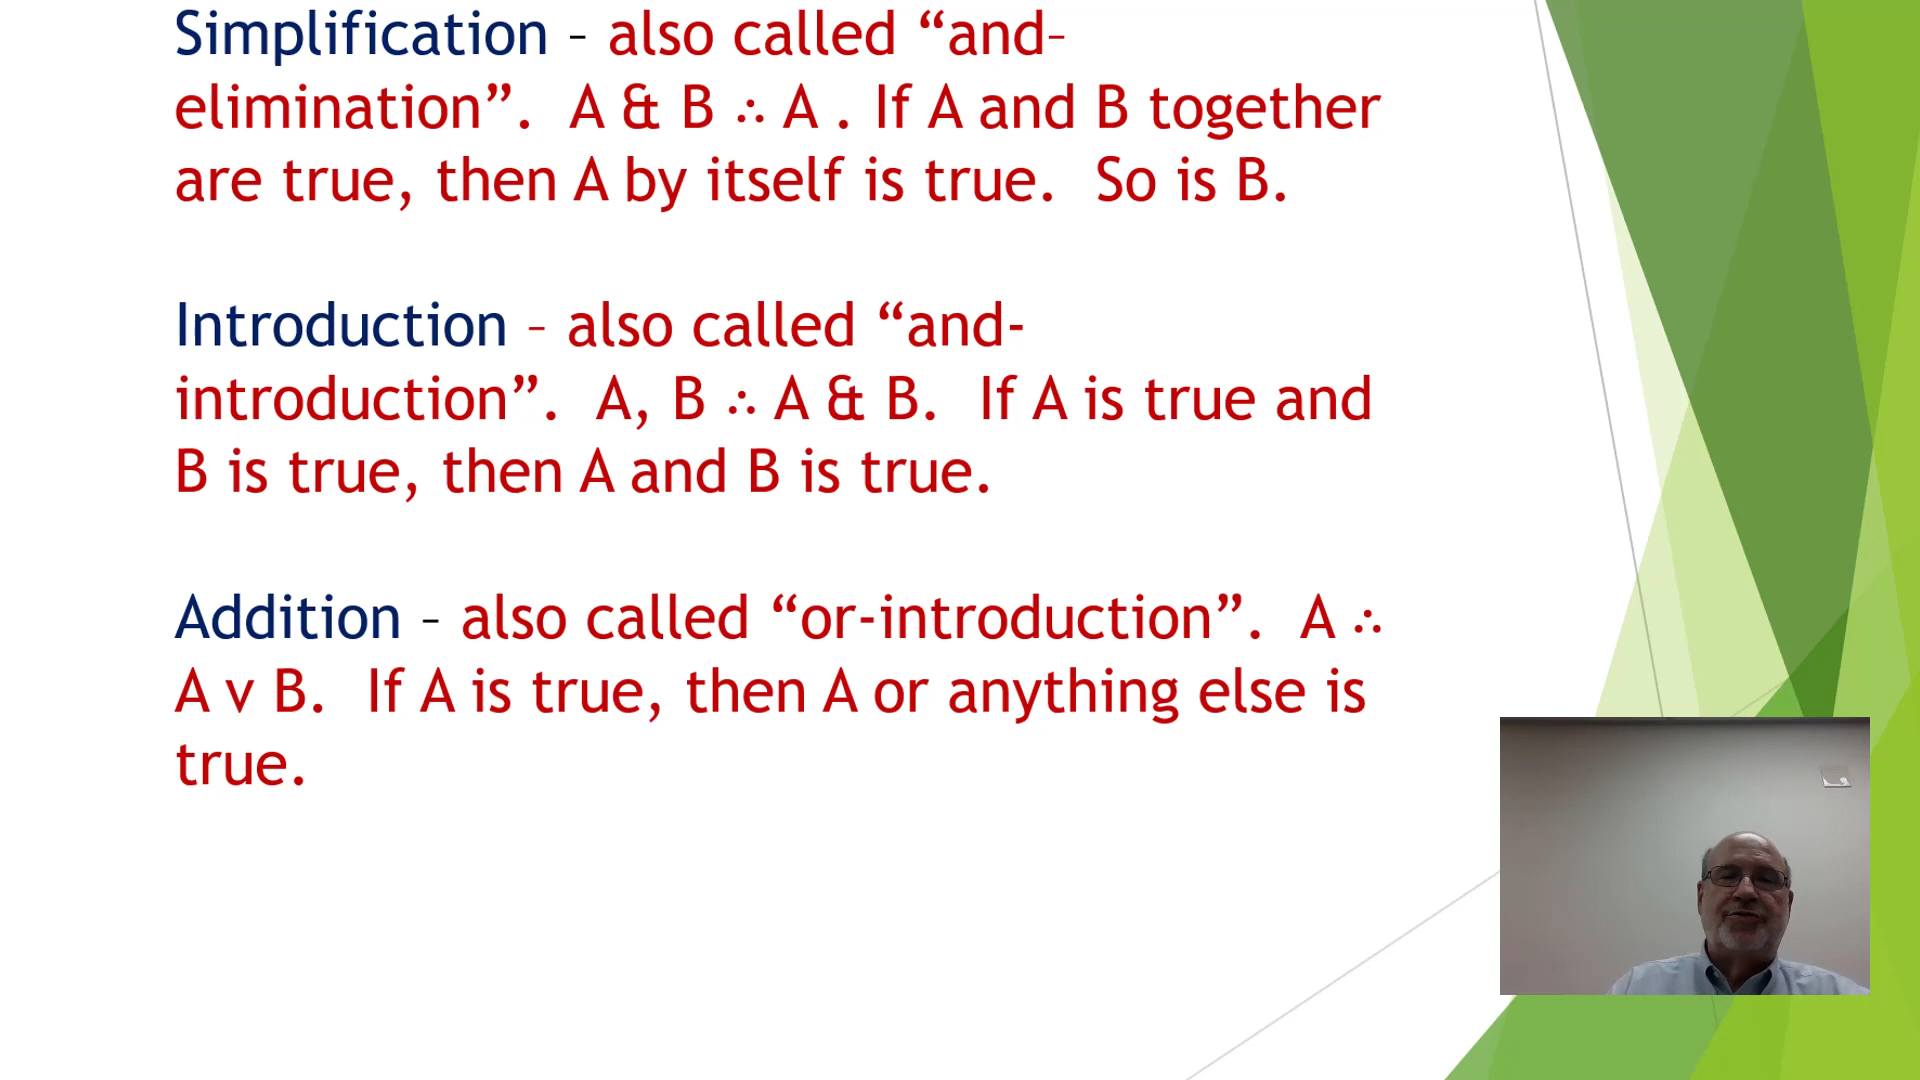 Simplification – also called “and–
elimination”.  A & B ∴ A . If A and B together
are true, then A by itself is true.  So is B.
Introduction – also called “and-
introduction”.  A, B ∴ A & B.  If A is true and
B is true, then A and B is true.
Addition – also called “or-introduction”.  A ∴
A v B.  If A is true, then A or anything else is
true.